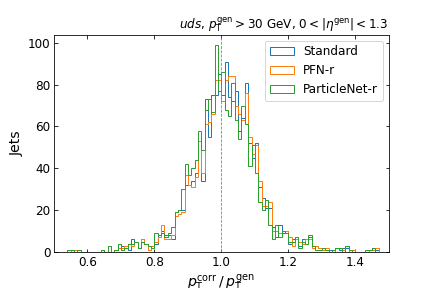 uds, p_T^gen > 30 GeV, 0 < |η^gen| < 1.3
Standard
PFN-r
ParticleNet-r
Jets
100
80
60
40
20
0
0.6 0.8 1.0 1.2 1.4
p_T^corr / p_T^gen